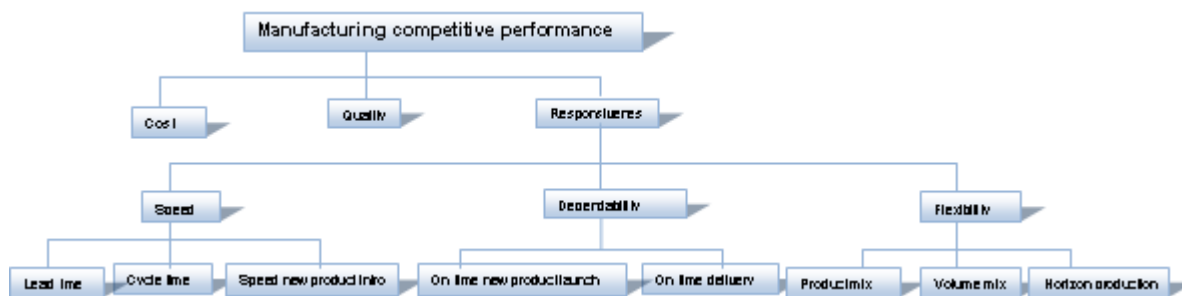 Manufacturing competitive performance
Cost
Quality
Responsiveness
Speed
Dependability
Flexibility
Lead time
Cycle time
Speed new product intro
On time new product launch
On time delivery
Product mix
Volume mix
Horizon production